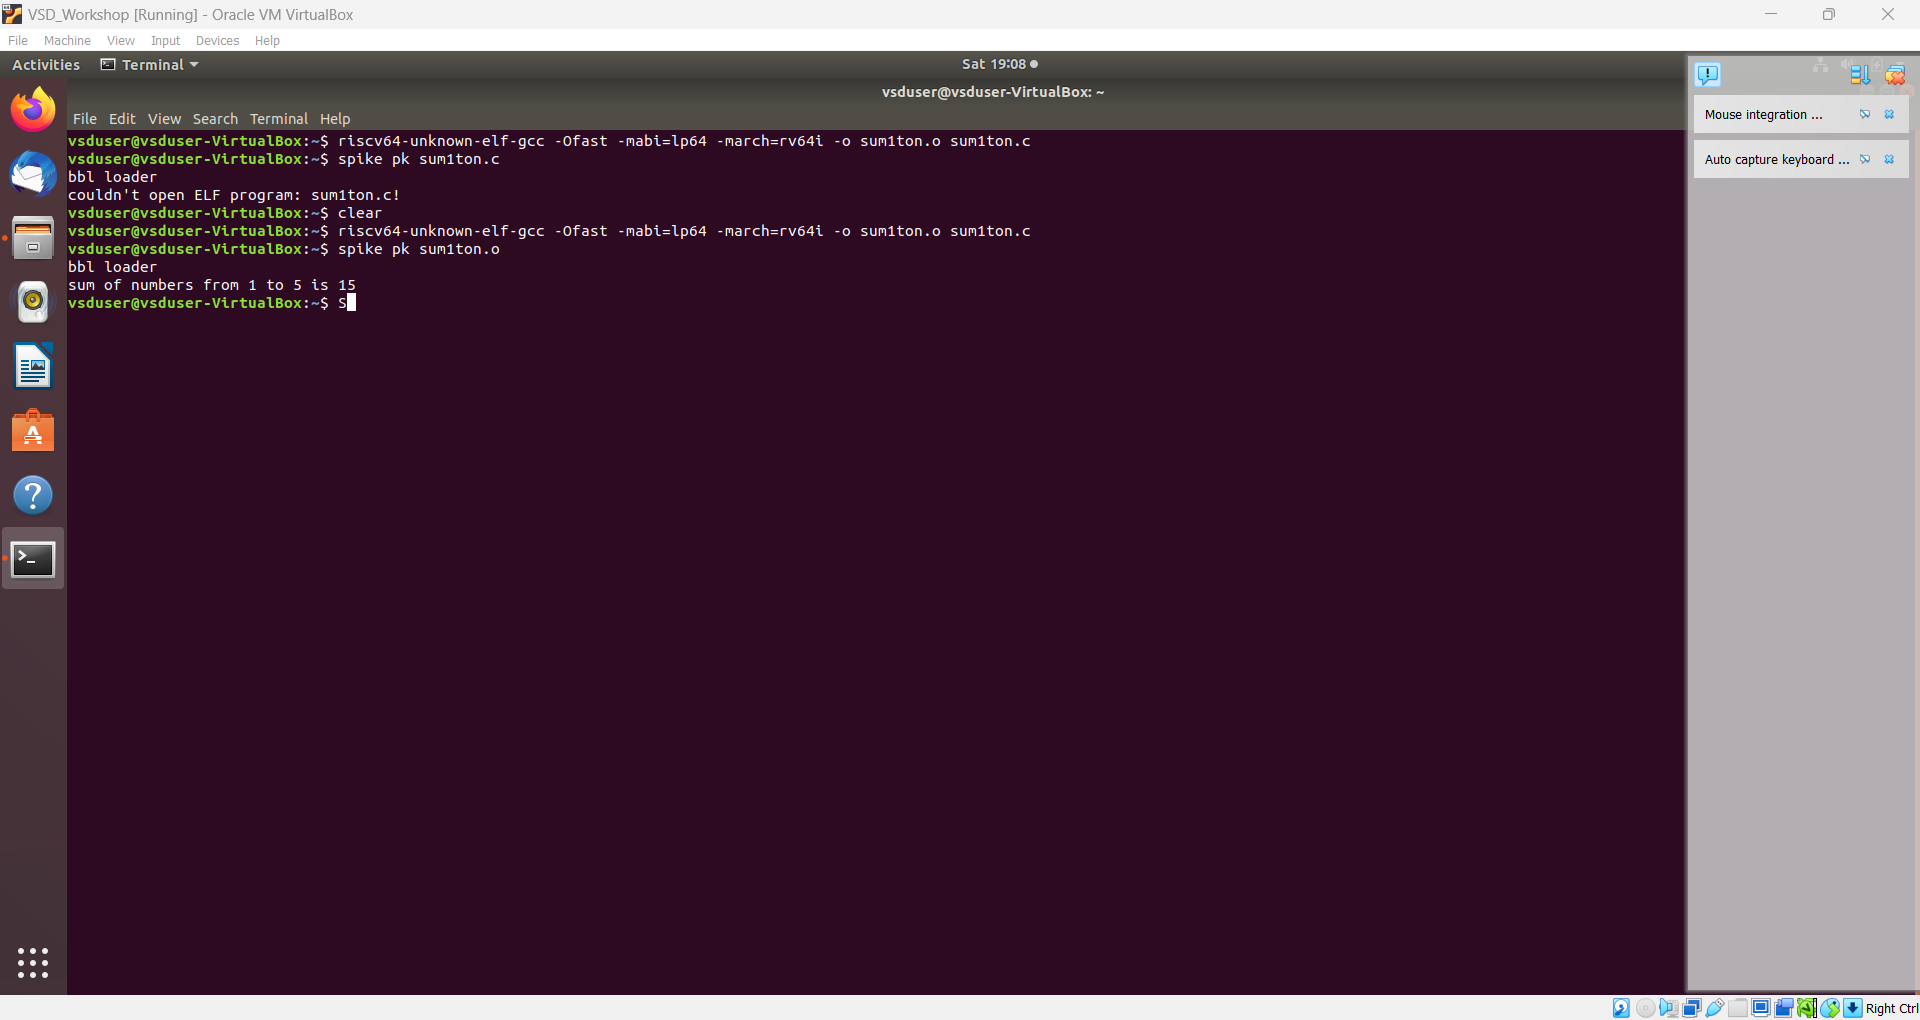 VSD_Workshop [Running] - Oracle VM VirtualBox
File Machine View Input Devices Help
Activities Terminal Sat 19:08
vsduser@vsduser-VirtualBox: ~
File Edit View Search Terminal Help
vsduser@vsduser-VirtualBox:~$ riscv64-unknown-elf-gcc -Ofast -mabi=lp64 -march=rv64i -o sum1ton.o sum1ton.c
vsduser@vsduser-VirtualBox:~$ spike pk sum1ton.c
bbl loader
couldn't open ELF program: sum1ton.c!
vsduser@vsduser-VirtualBox:~$ clear
vsduser@vsduser-VirtualBox:~$ riscv64-unknown-elf-gcc -Ofast -mabi=lp64 -march=rv64i -o sum1ton.o sum1ton.c
vsduser@vsduser-VirtualBox:~$ spike pk sum1ton.o
bbl loader
sum of numbers from 1 to 5 is 15
vsduser@vsduser-VirtualBox:~$ S
Mouse integration ...
Auto capture keyboard ...
Right Ctrl